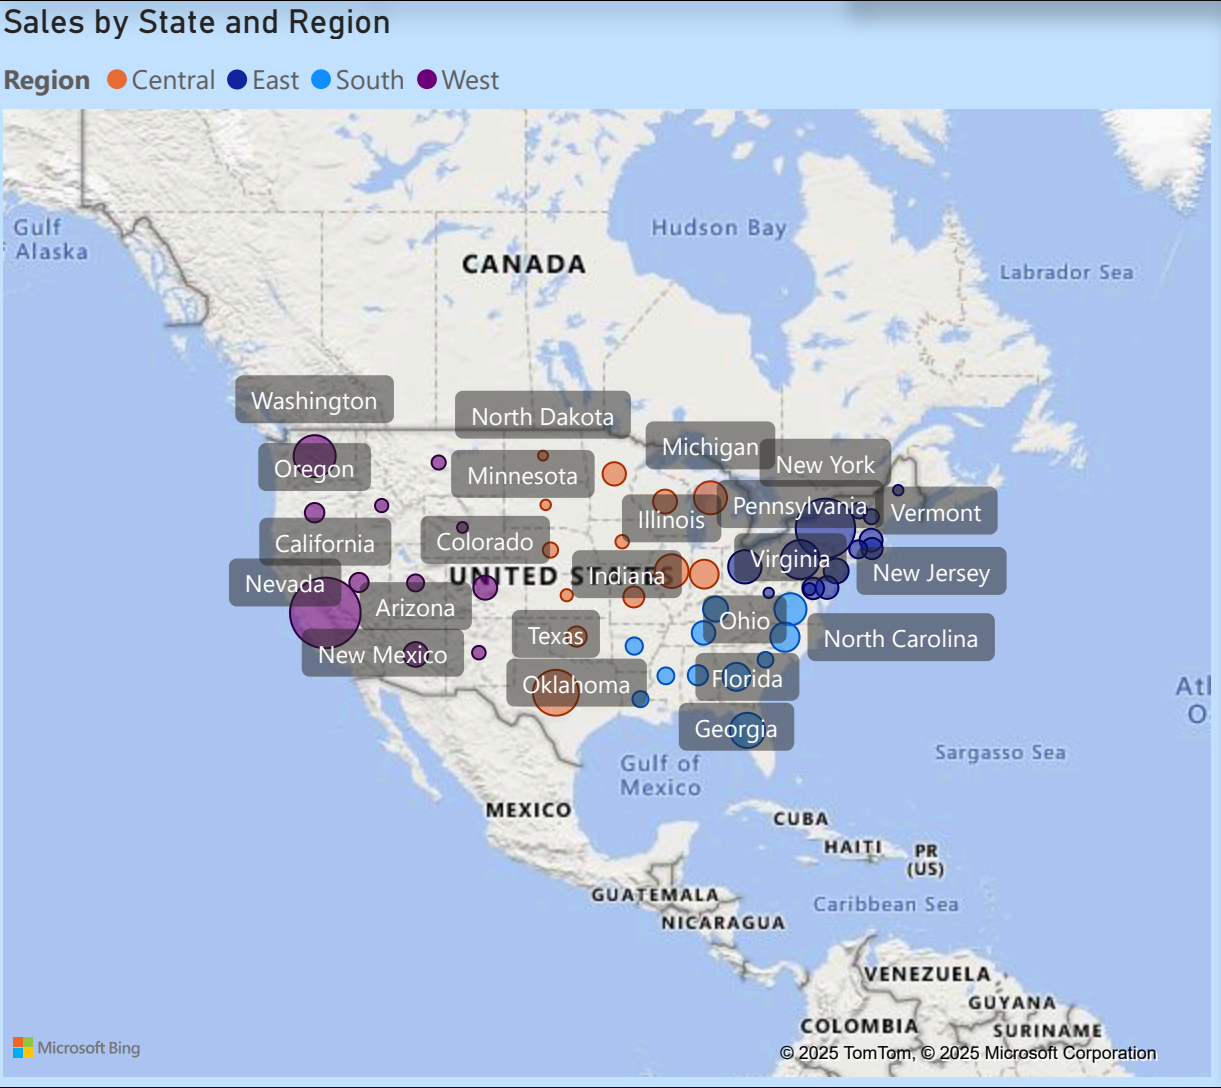 Sales by State and Region
Region Central East South West
Gulf
Alaska
Hudson Bay
CANADA
Labrador Sea
Washington
North Dakota
Michigan
New York
Oregon
Minnesota
Pennsylvania
Vermont
Illinois
California
Colorado
Virginia
New Jersey
Nevada
UNITED STATES
Indiana
Arizona
Ohio
Texas
North Carolina
New Mexico
Oklahoma
Florida
Georgia
Sargasso Sea
Gulf of
Mexico
MEXICO
CUBA
HAITI
PR
(US)
GUATEMALA
Caribbean Sea
NICARAGUA
VENEZUELA
GUYANA
COLOMBIA
SURINAME
Microsoft Bing
© 2025 TomTom, © 2025 Microsoft Corporation